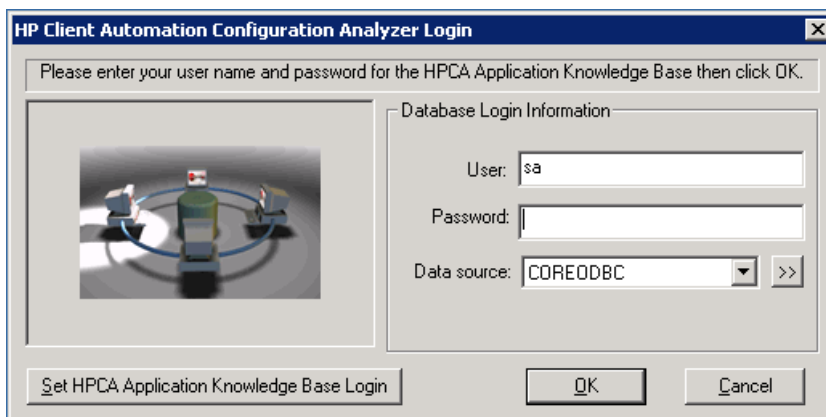 HP Client Automation Configuration Analyzer Login
Please enter your user name and password for the HPCA Application Knowledge Base then click OK.
Database Login Information
User: sa
Password:
Data source: COREODBC >>
Set HPCA Application Knowledge Base Login
OK
Cancel